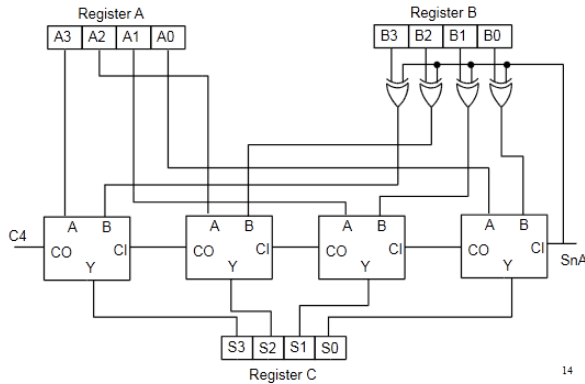 Register A Register B
A3 A2 A1 A0 B3 B2 B1 B0
A B A B A B A B
C4 CO CI CO CI CO CI CO CI SnA
Y Y Y Y
S3 S2 S1 S0
Register C
14